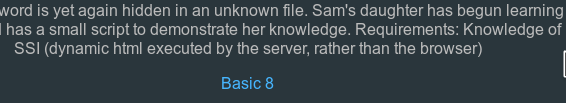 word is yet again hidden in an unknown file. Sam's daughter has begun learning
has a small script to demonstrate her knowledge. Requirements: Knowledge of
SSI (dynamic html executed by the server, rather than the browser)
Basic 8